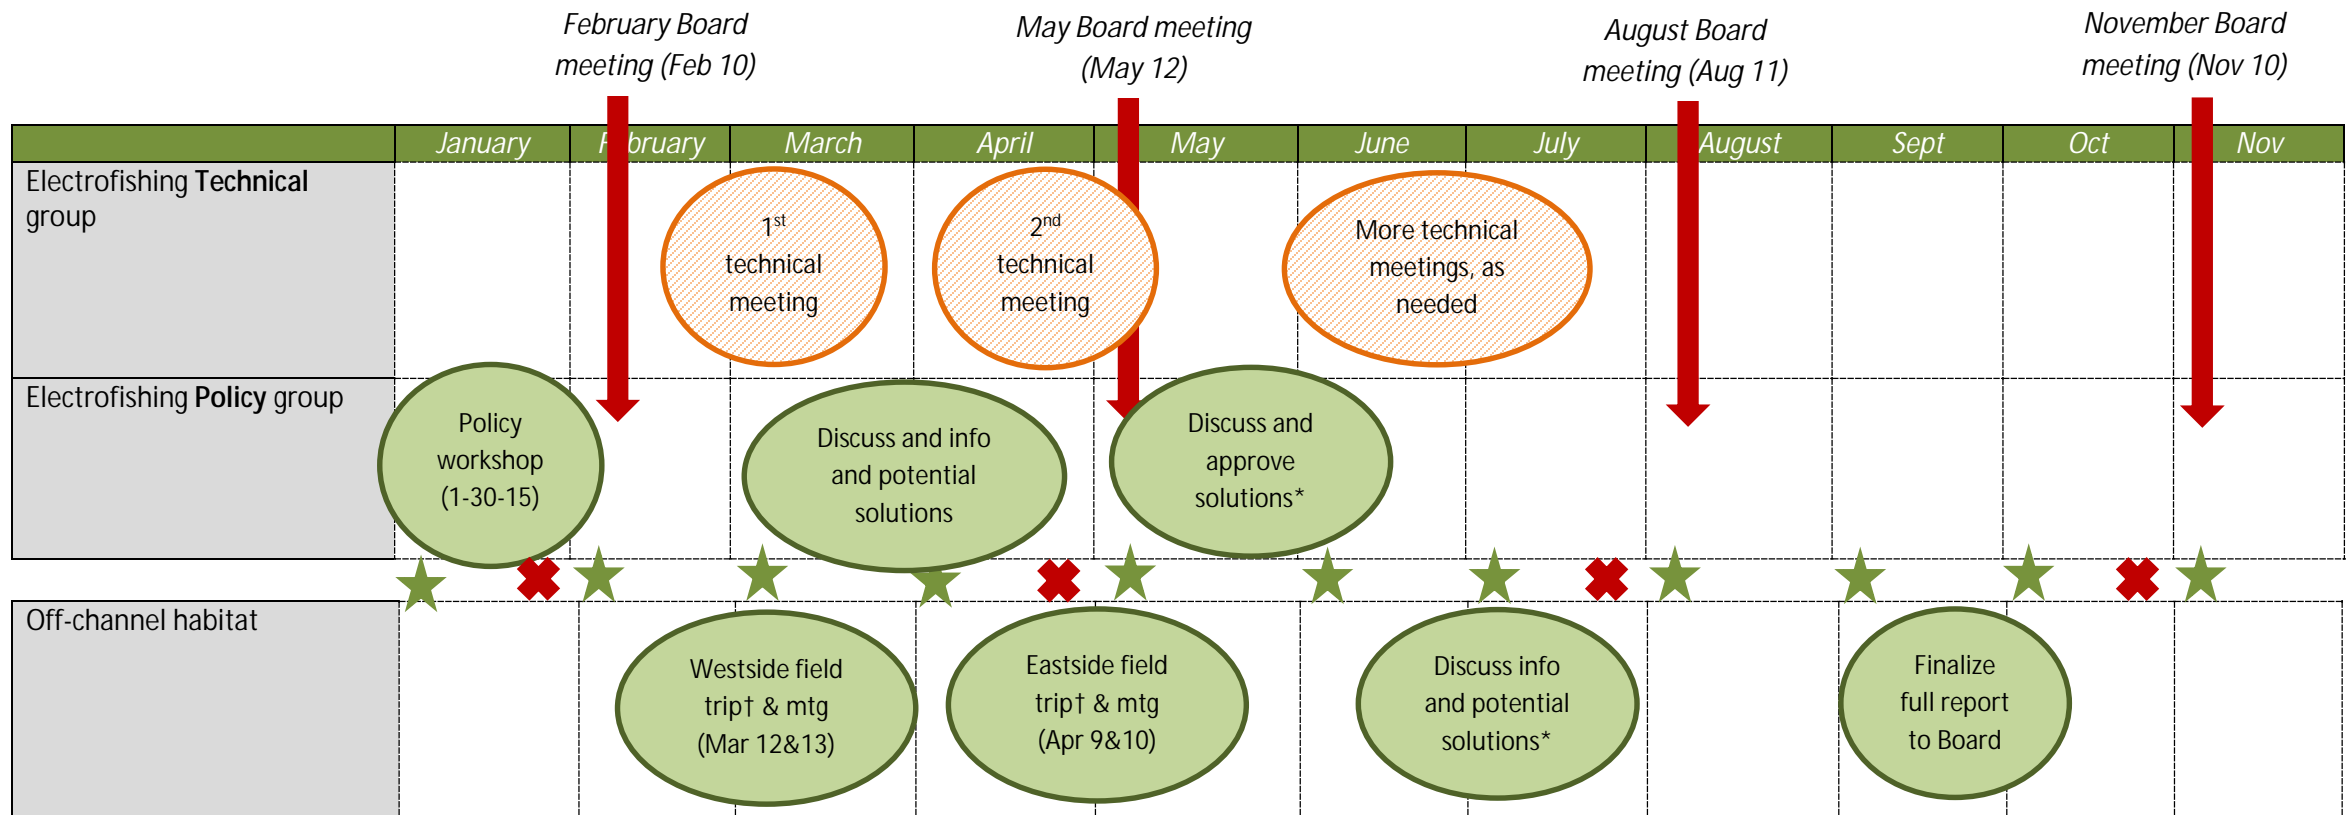 February Board
meeting (Feb 10)
May Board meeting
(May 12)
August Board
meeting (Aug 11)
November Board
meeting (Nov 10)
January February March April May June July August Sept Oct Nov
Electrofishing Technical
group
1st
technical
meeting
2nd
technical
meeting
More technical
meetings, as
needed
Electrofishing Policy group
Policy
workshop
(1-30-15)
Discuss and info
and potential
solutions
Discuss and
approve
solutions*
Off-channel habitat
Westside field
trip† & mtg
(Mar 12&13)
Eastside field
trip† & mtg
(Apr 9&10)
Discuss info
and potential
solutions*
Finalize
full report
to Board